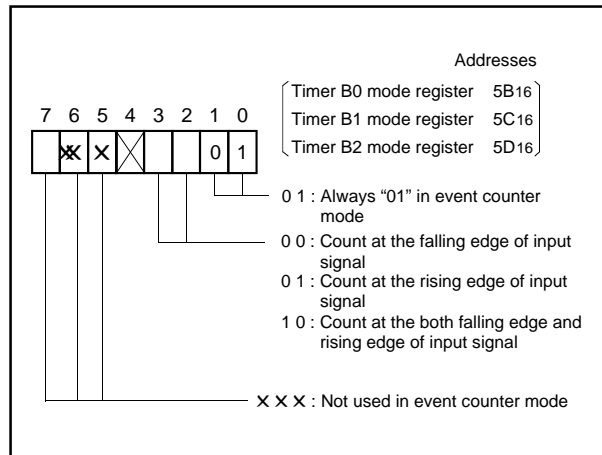 Addresses
Timer B0 mode register 5B16
Timer B1 mode register 5C16
Timer B2 mode register 5D16
7 6 5 4 3 2 1 0
× × × 0 1
0 1 : Always “01” in event counter
mode
0 0 : Count at the falling edge of input
signal
0 1 : Count at the rising edge of input
signal
1 0 : Count at the both falling edge and
rising edge of input signal
× × × : Not used in event counter mode